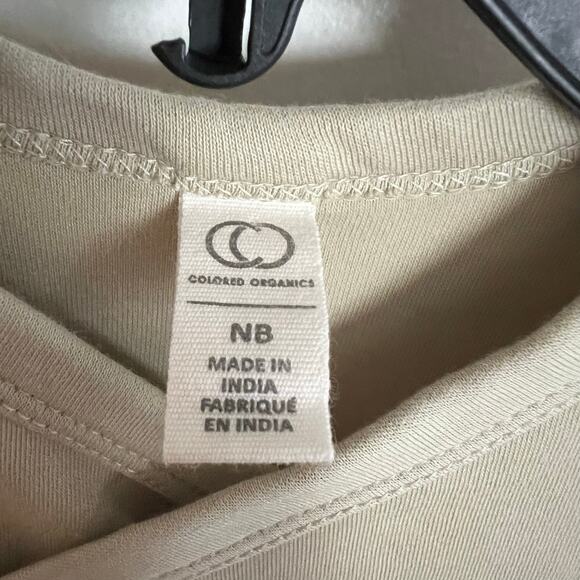 COLORED ORGANICS
NB
MADE IN
INDIA
FABRIQUÉ
EN INDIA